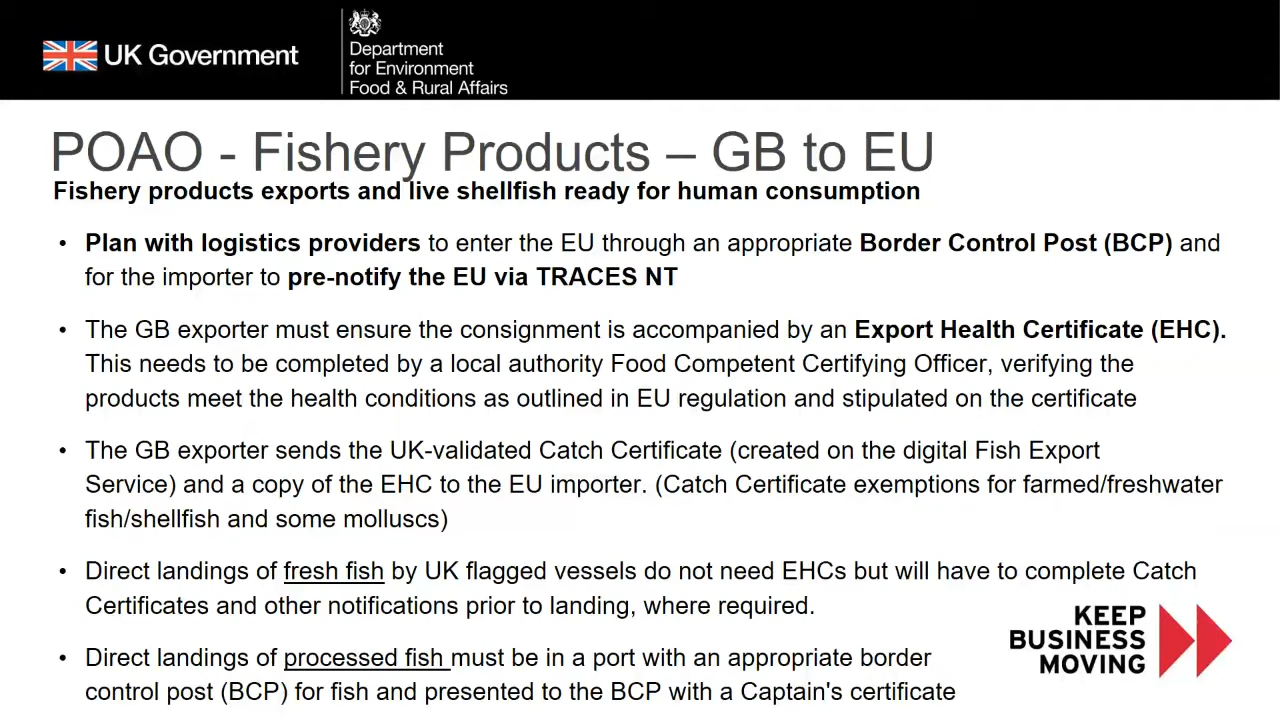 UK Government
Department
for Environment
Food & Rural Affairs
POAO - Fishery Products – GB to EU
Fishery products exports and live shellfish ready for human consumption
• Plan with logistics providers to enter the EU through an appropriate Border Control Post (BCP) and
for the importer to pre-notify the EU via TRACES NT
• The GB exporter must ensure the consignment is accompanied by an Export Health Certificate (EHC).
This needs to be completed by a local authority Food Competent Certifying Officer, verifying the
products meet the health conditions as outlined in EU regulation and stipulated on the certificate
• The GB exporter sends the UK-validated Catch Certificate (created on the digital Fish Export
Service) and a copy of the EHC to the EU importer. (Catch Certificate exemptions for farmed/freshwater
fish/shellfish and some molluscs)
• Direct landings of fresh fish by UK flagged vessels do not need EHCs but will have to complete Catch
Certificates and other notifications prior to landing, where required.
• Direct landings of processed fish must be in a port with an appropriate border
control post (BCP) for fish and presented to the BCP with a Captain's certificate
KEEP
BUSINESS
MOVING